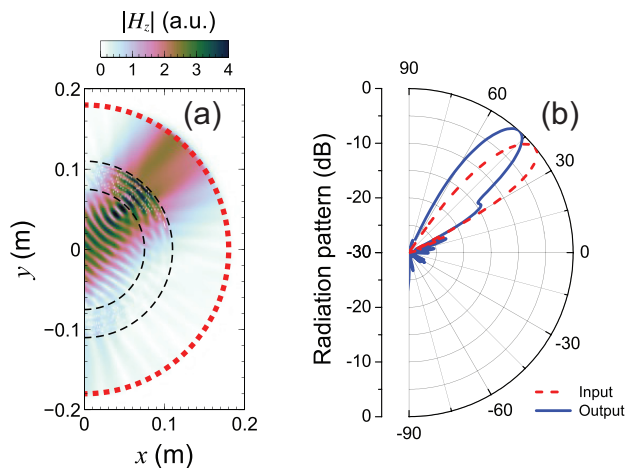 |Hz| (a.u.)
0 1 2 3 4
(a)
0.2
0.1
0
−0.1
−0.2
y (m)
0 0.1 0.2
x (m)
(b)
Radiation pattern (dB)
0
-10
-20
-30
-20
-10
0
90
60
30
0
-30
-60
-90
Input
Output